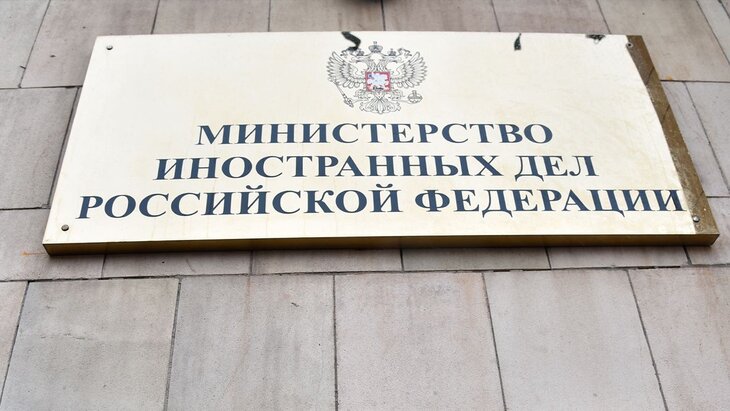 МИНИСТЕРСТВО
ИНОСТРАННЫХ ДЕЛ
РОССИЙСКОЙ ФЕДЕРАЦИИ